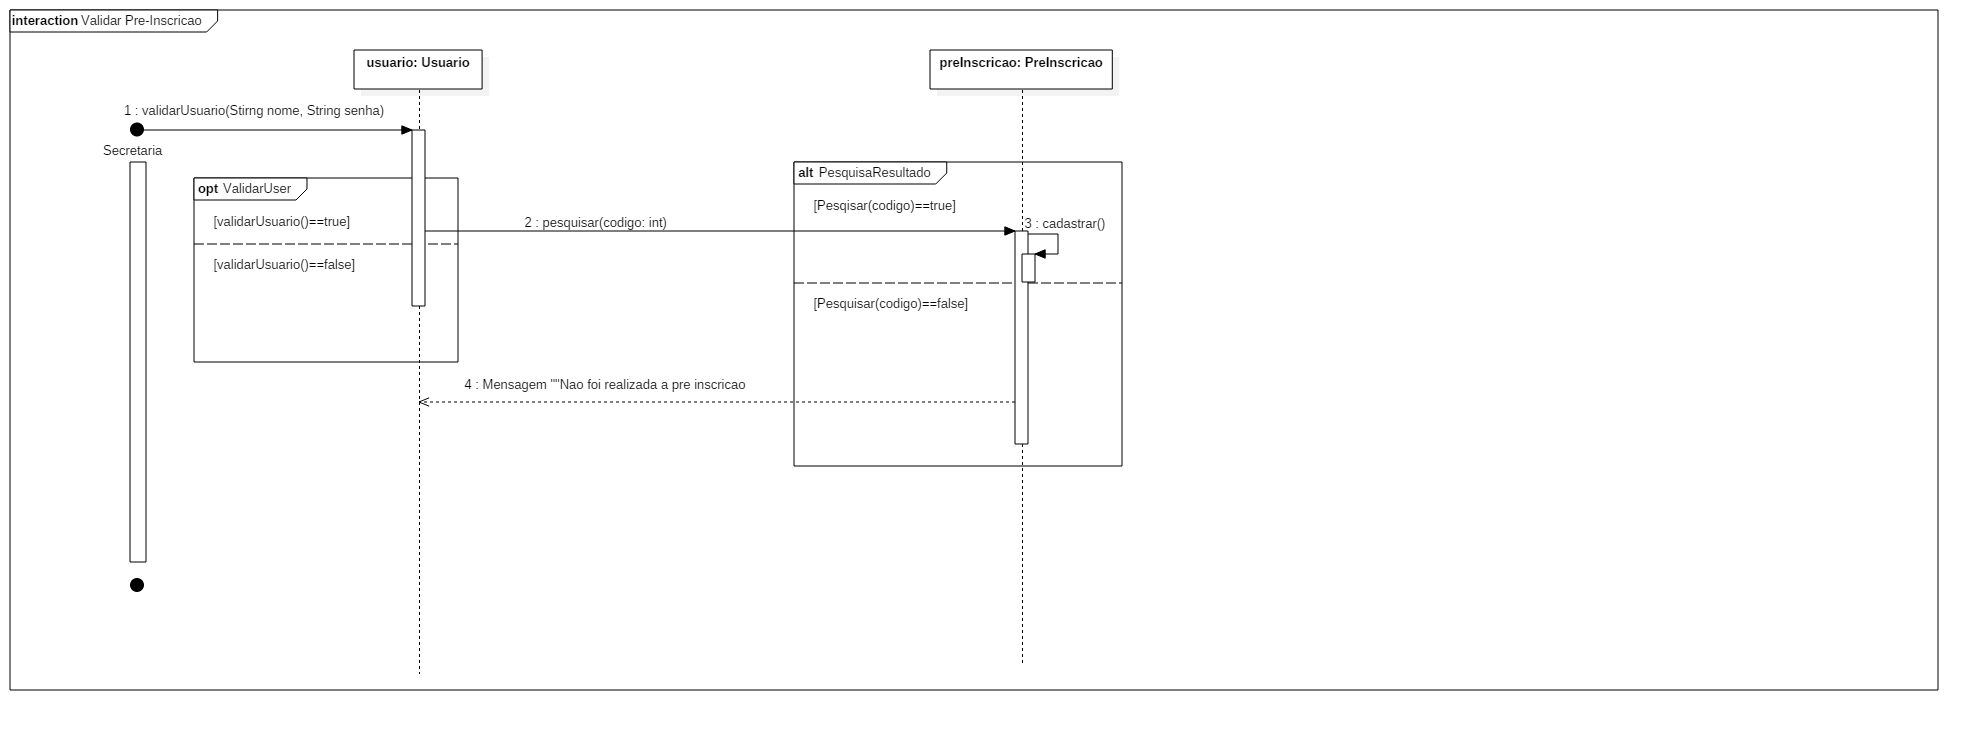 interaction Validar Pre-Inscricao
usuario: Usuario
preInscricao: PreInscricao
1 : validarUsuario(Stirng nome, String senha)
Secretaria
alt PesquisaResultado
opt ValidarUser
[Pesqisar(codigo)==true]
[validarUsuario()==true]
2 : pesquisar(codigo: int)
3 : cadastrar()
[validarUsuario()==false]
[Pesquisar(codigo)==false]
4 : Mensagem ""Nao foi realizada a pre inscricao